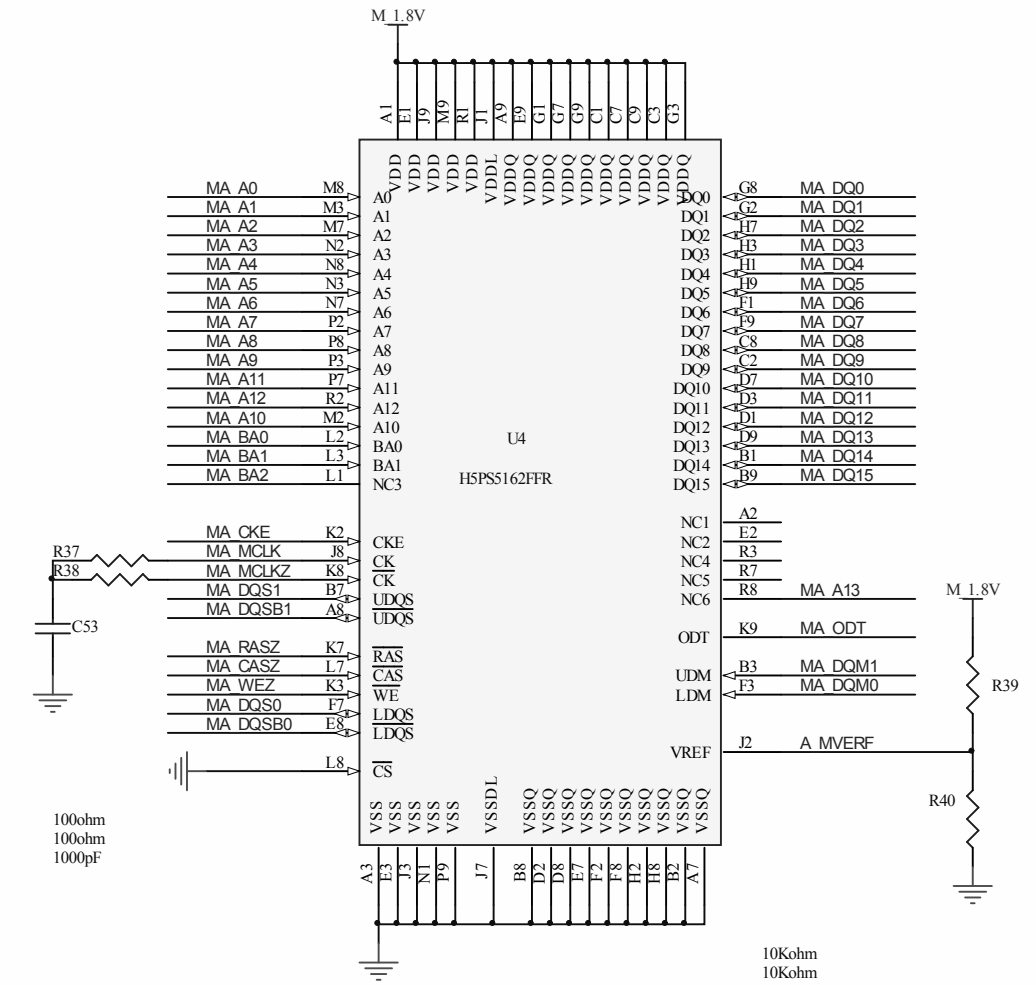 M_1.8V
A1 E1 J9 M9 R1 J1 A9 E9 G1 G7 G9 C1 C7 C9 C3 G3
VDD VDD VDD VDD VDD VDDL VDDQ VDDQ VDDQ VDDQ VDDQ VDDQ VDDQ VDDQ VDDQ VDDQ
MA_A0 M8 A0 DQ0 G8 MA_DQ0
MA_A1 M3 A1 DQ1 G2 MA_DQ1
MA_A2 M7 A2 DQ2 H7 MA_DQ2
MA_A3 N2 A3 DQ3 H3 MA_DQ3
MA_A4 N8 A4 DQ4 H1 MA_DQ4
MA_A5 N3 A5 DQ5 H9 MA_DQ5
MA_A6 N7 A6 DQ6 F1 MA_DQ6
MA_A7 P2 A7 DQ7 F9 MA_DQ7
MA_A8 P8 A8 DQ8 C8 MA_DQ8
MA_A9 P3 A9 DQ9 C2 MA_DQ9
MA_A11 P7 A11 DQ10 D7 MA_DQ10
MA_A12 R2 A12 DQ11 D3 MA_DQ11
MA_A10 M2 A10 DQ12 D1 MA_DQ12
MA_BA0 L2 BA0 DQ13 D9 MA_DQ13
MA_BA1 L3 BA1 DQ14 B1 MA_DQ14
MA_BA2 L1 NC3 DQ15 B9 MA_DQ15
U4
H5PS5162FFR
NC1 A2
MA_CKE K2 CKE NC2 E2
R37 MA_MCLK J8 CK NC4 R3
R38 MA_MCLKZ K8 CK NC5 R7
MA_DQS1 B7 UDQS NC6 R8 MA_A13
MA_DQSB1 A8 UDQS
M_1.8V
C53
ODT K9 MA_ODT
MA_RASZ K7 RAS
MA_CASZ L7 CAS UDM B3 MA_DQM1
MA_WEZ K3 WE LDM F3 MA_DQM0
MA_DQS0 F7 LDQS
MA_DQSB0 E8 LDQS
R39
VREF J2 A_MVERF
L8 CS
R40
VSS VSS VSS VSS VSS VSSDL VSSQ VSSQ VSSQ VSSQ VSSQ VSSQ VSSQ VSSQ VSSQ VSSQ
A3 E3 J3 N1 P9 J7 B8 D2 D8 E7 F2 F8 H2 H8 B2 A7
100ohm
100ohm
1000pF
10Kohm
10Kohm